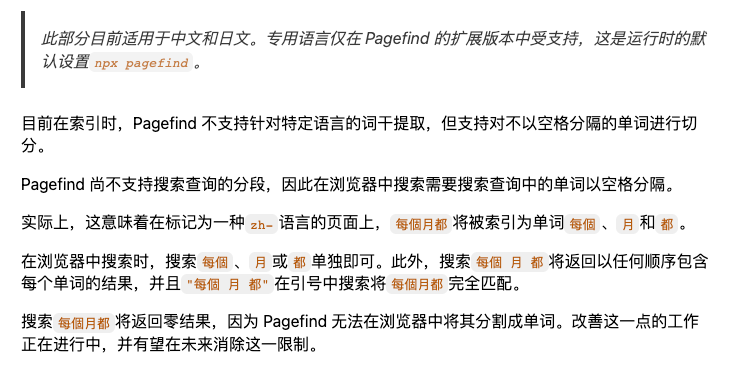 此部分目前适用于中文和日文。专用语言仅在 Pagefind 的扩展版本中受支持，这是运行时的默
认设置 npx pagefind 。
目前在索引时，Pagefind 不支持针对特定语言的词干提取，但支持对不以空格分隔的单词进行切
分。
Pagefind 尚不支持搜索查询的分段，因此在浏览器中搜索需要搜索查询中的单词以空格分隔。
实际上，这意味着在标记为一种 zh- 语言的页面上， 每個月都 将被索引为单词 每個 、 月 和 都 。
在浏览器中搜索时，搜索 每個 、 月 或 都 单独即可。此外，搜索 每個 月 都 将返回以任何顺序包含
每个单词的结果，并且 "每個 月 都" 在引号中搜索将 每個月都 完全匹配。
搜索 每個月都 将返回零结果，因为 Pagefind 无法在浏览器中将其分割成单词。改善这一点的工作
正在进行中，并有望在未来消除这一限制。